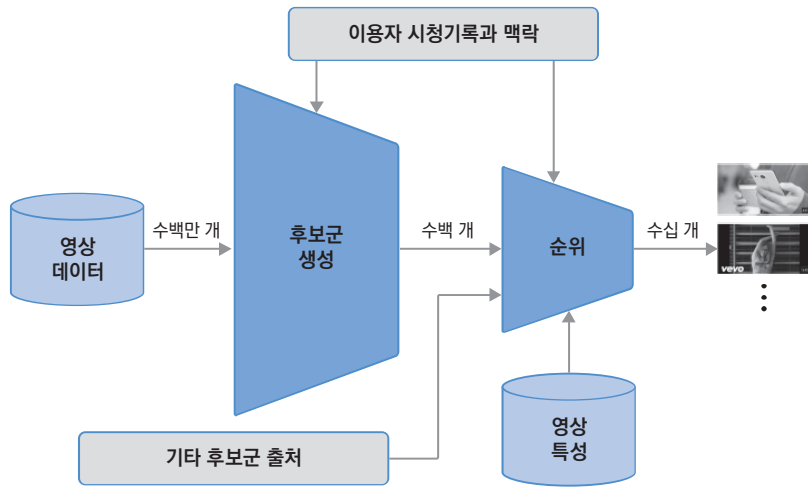 이용자 시청기록과 맥락
영상
데이터
수백만 개
후보군
생성
수백 개
순위
수십 개
vevo
기타 후보군 출처
영상
특성